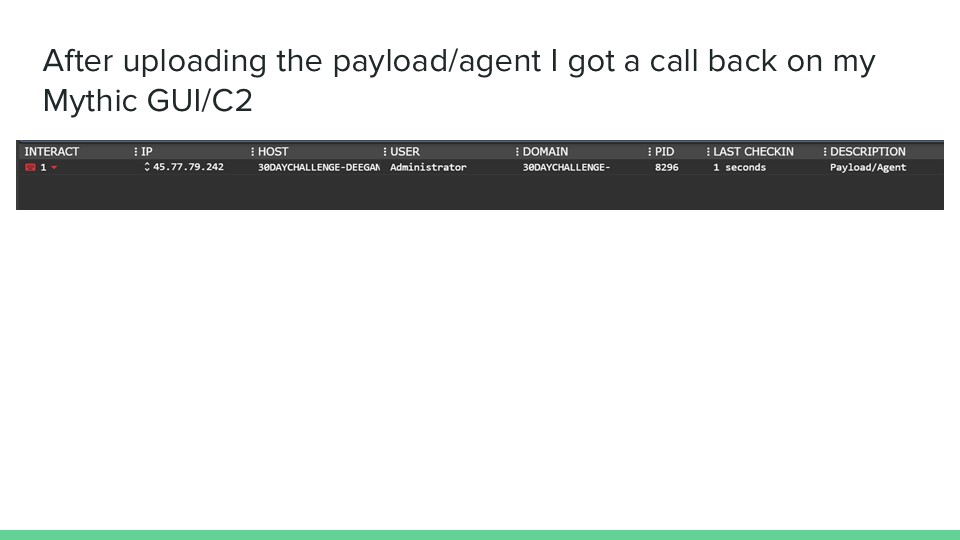 After uploading the payload/agent I got a call back on my
Mythic GUI/C2
INTERACT IP HOST USER DOMAIN PID LAST CHECKIN DESCRIPTION
1 45.77.79.242 30DAYCHALLENGE-DEEGAN Administrator 30DAYCHALLENGE- 8296 1 seconds Payload/Agent